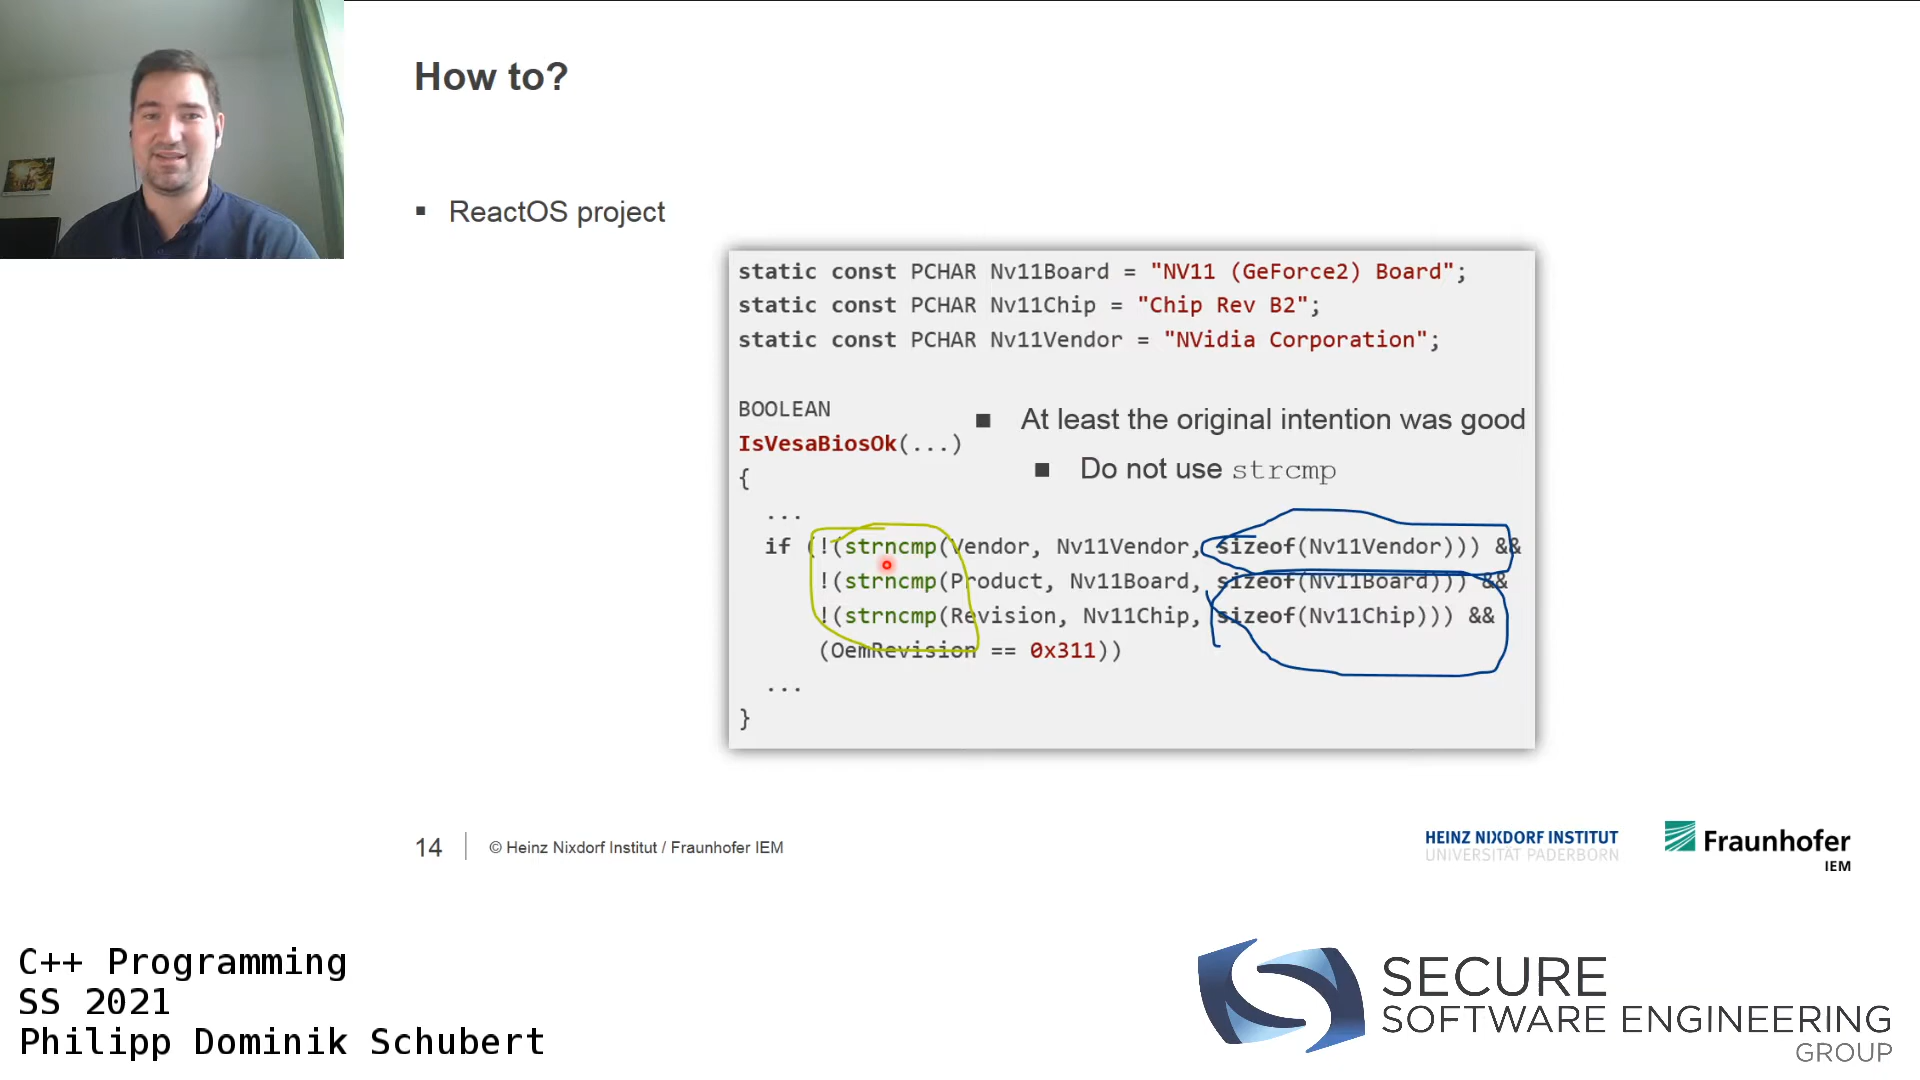 How to?
▪ ReactOS project
static const PCHAR Nv11Board = "NV11 (GeForce2) Board";
static const PCHAR Nv11Chip = "Chip Rev B2";
static const PCHAR Nv11Vendor = "NVidia Corporation";
BOOLEAN
IsVesaBiosOk(...)
{
...
if (!(strncmp(Vendor, Nv11Vendor, sizeof(Nv11Vendor))) &&
!(strncmp(Product, Nv11Board, sizeof(Nv11Board))) &&
!(strncmp(Revision, Nv11Chip, sizeof(Nv11Chip))) &&
(OemRevision == 0x311))
...
}
■ At least the original intention was good
■ Do not use strcmp
14
© Heinz Nixdorf Institut / Fraunhofer IEM
HEINZ NIXDORF INSTITUT
UNIVERSITÄT PADERBORN
Fraunhofer
IEM
C++ Programming
SS 2021
Philipp Dominik Schubert
SECURE
SOFTWARE ENGINEERING
GROUP